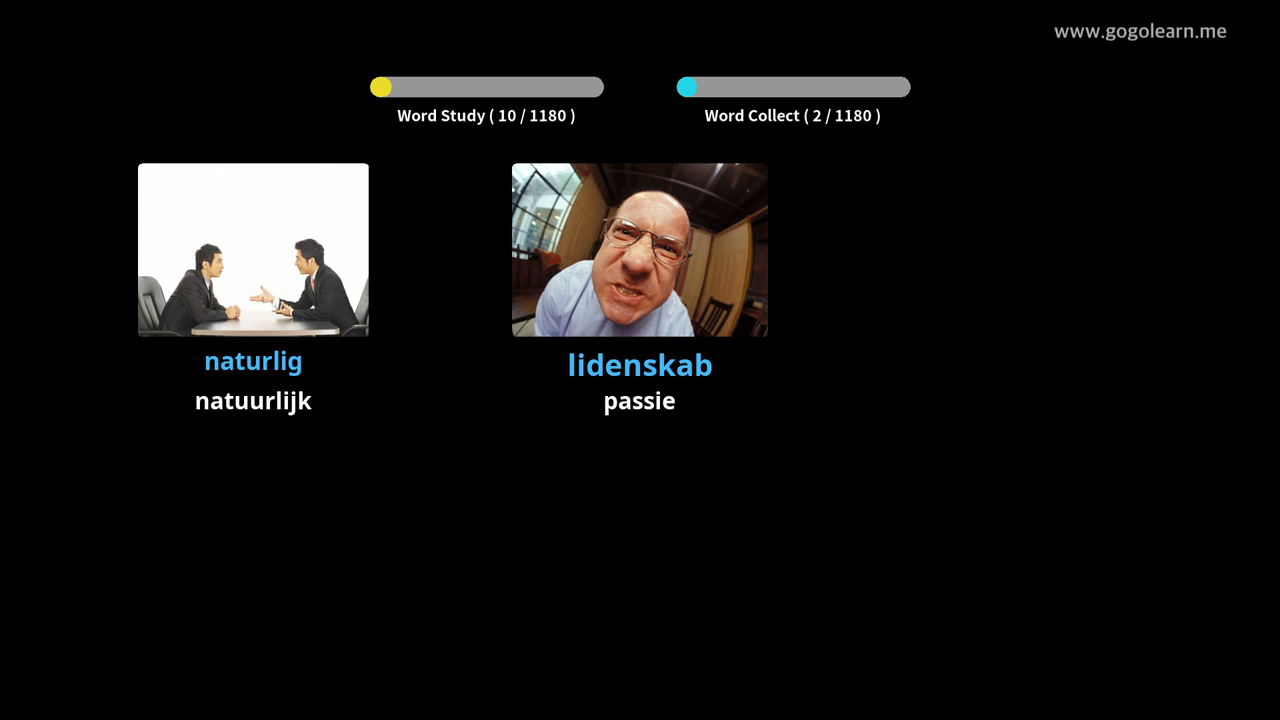 www.gogolearn.me
Word Study ( 10 / 1180 )
Word Collect ( 2 / 1180 )
naturlig
natuurlijk
lidenskab
passie